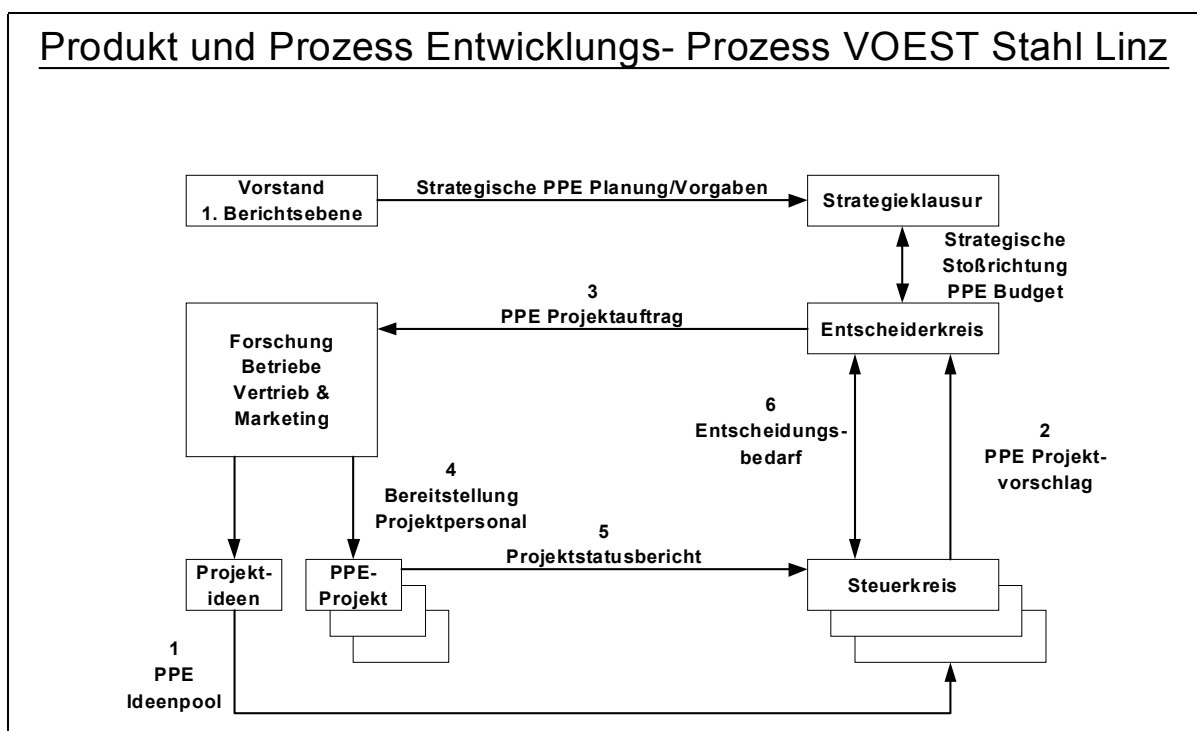 Produkt und Prozess Entwicklungs- Prozess VOEST Stahl Linz
Vorstand
1. Berichtsebene
Strategische PPE Planung/Vorgaben
Strategieklausur
Strategische
Stoßrichtung
PPE Budget
3
PPE Projektauftrag
Entscheiderkreis
Forschung
Betriebe
Vertrieb &
Marketing
6
Entscheidungs-
bedarf
2
PPE Projekt-
vorschlag
4
Bereitstellung
Projektpersonal
5
Projektstatusbericht
Projekt-
ideen
PPE-
Projekt
Steuerkreis
1
PPE
Ideenpool